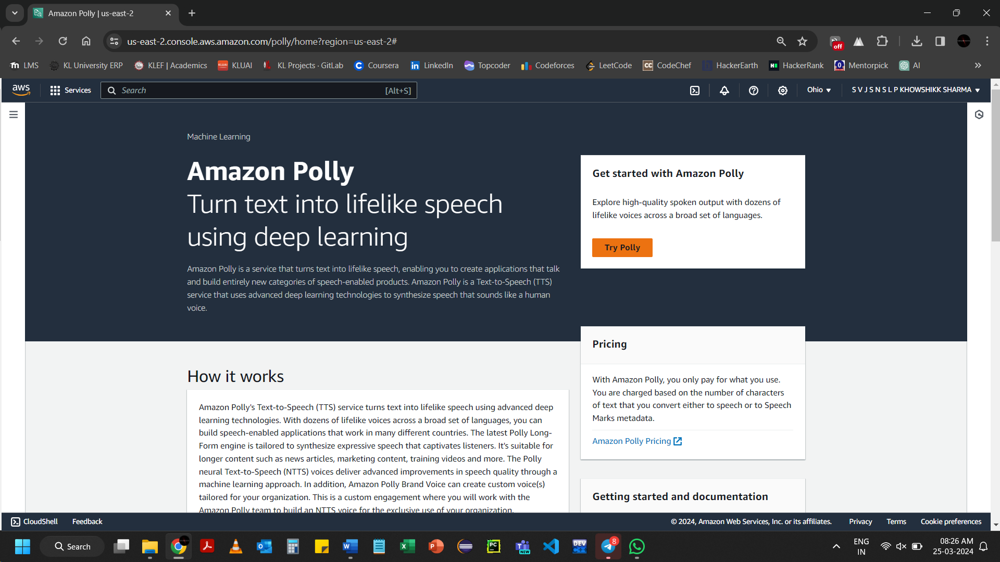 Amazon Polly | us-east-2
us-east-2.console.aws.amazon.com/polly/home?region=us-east-2#
off
LMS KL University ERP KLEF | Academics KLUAI KL Projects · GitLab Coursera LinkedIn Topcoder Codeforces LeetCode CodeChef HackerEarth HackerRank Mentorpick AI
aws Services Search [Alt+S] Ohio S V J S N S L P KHOWSHIKK SHARMA
Machine Learning
Amazon Polly
Turn text into lifelike speech
using deep learning
Amazon Polly is a service that turns text into lifelike speech, enabling you to create applications that talk
and build entirely new categories of speech-enabled products. Amazon Polly is a Text-to-Speech (TTS)
service that uses advanced deep learning technologies to synthesize speech that sounds like a human
voice.
Get started with Amazon Polly
Explore high-quality spoken output with dozens of
lifelike voices across a broad set of languages.
Try Polly
Pricing
With Amazon Polly, you only pay for what you use.
You are charged based on the number of characters
of text that you convert either to speech or to Speech
Marks metadata.
Amazon Polly Pricing
Getting started and documentation
How it works
Amazon Polly's Text-to-Speech (TTS) service turns text into lifelike speech using advanced deep
learning technologies. With dozens of lifelike voices across a broad set of languages, you can
build speech-enabled applications that work in many different countries. The latest Polly Long-
Form engine is tailored to synthesize expressive speech that captivates listeners. It's suitable for
longer content such as news articles, marketing content, training videos and more. The Polly
neural Text-to-Speech (NTTS) voices deliver advanced improvements in speech quality through a
machine learning approach. In addition, Amazon Polly Brand Voice can create custom voice(s)
tailored for your organization. This is a custom engagement where you will work with the
Amazon Polly team to build an NTTS voice for the exclusive use of your organization.
CloudShell Feedback © 2024, Amazon Web Services, Inc. or its affiliates. Privacy Terms Cookie preferences
Search
NEW
DEV
8
ENG
IN
08:26 AM
25-03-2024